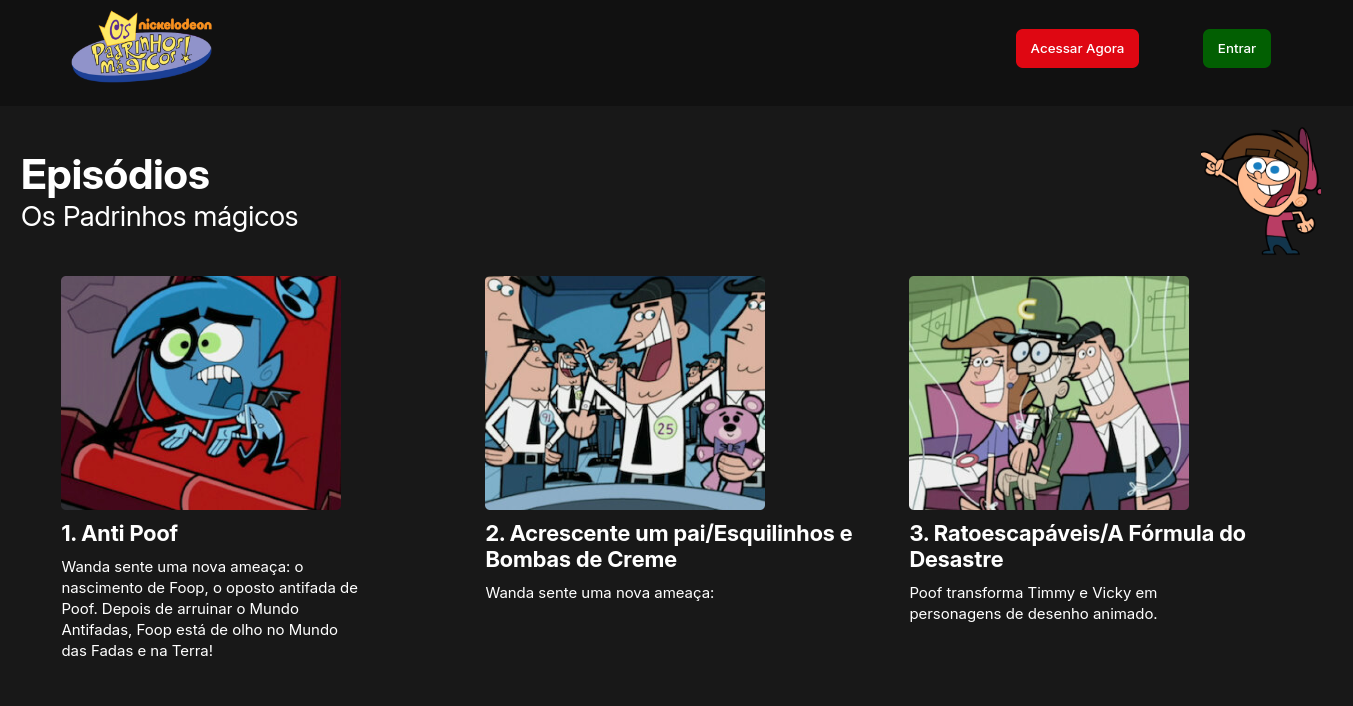 Os nickelodeon
Padrinhos
mágicos!
Acessar Agora
Entrar
Episódios
Os Padrinhos mágicos
C
91
25
1. Anti Poof
Wanda sente uma nova ameaça: o
nascimento de Foop, o oposto antifada de
Poof. Depois de arruinar o Mundo
Antifadas, Foop está de olho no Mundo
das Fadas e na Terra!
2. Acrescente um pai/Esquilinhos e
Bombas de Creme
Wanda sente uma nova ameaça:
3. Ratoescapáveis/A Fórmula do
Desastre
Poof transforma Timmy e Vicky em
personagens de desenho animado.